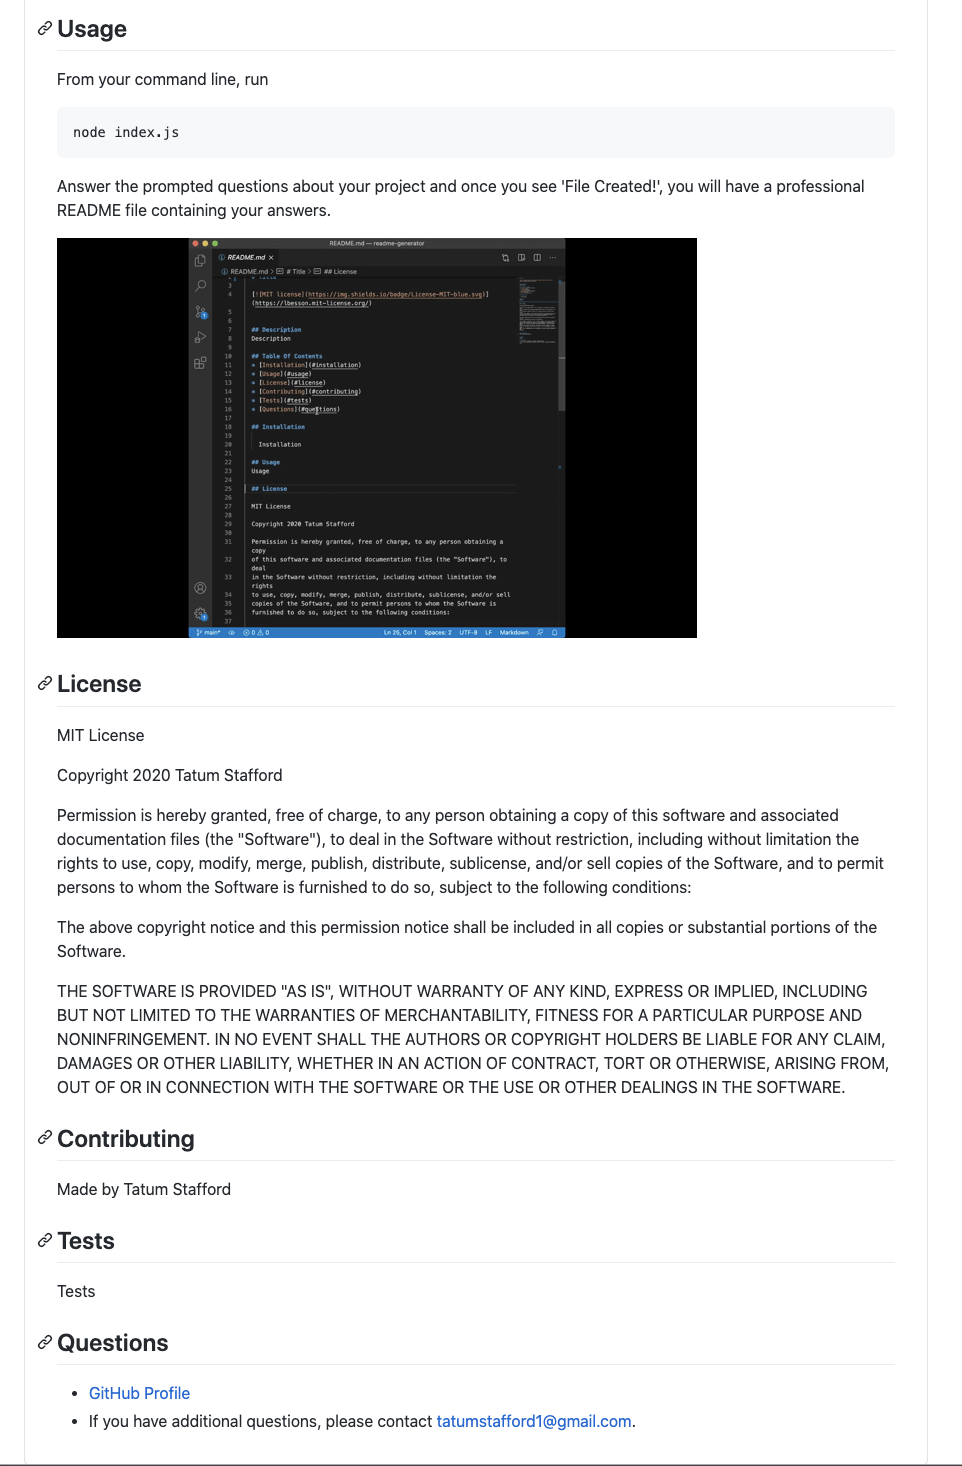 Usage
From your command line, run
node index.js
Answer the prompted questions about your project and once you see 'File Created!', you will have a professional
README file containing your answers.
README.md — readme-generator
README.md ×
README.md > # Title > ## License
3
4 [![MIT license](https://img.shields.io/badge/License-MIT-blue.svg)]
(https://lbesson.mit-license.org/)
5
6
7 ## Description
8 Description
9
10 ## Table Of Contents
11 * [Installation](#installation)
12 * [Usage](#usage)
13 * [License](#license)
14 * [Contributing](#contributing)
15 * [Tests](#tests)
16 * [Questions](#questions)
17
18 ## Installation
19
20 Installation
21
22 ## Usage
23 Usage
24
25 ## License
26
27 MIT License
28
29 Copyright 2020 Tatum Stafford
30
31 Permission is hereby granted, free of charge, to any person obtaining a
copy
32 of this software and associated documentation files (the "Software"), to
deal
33 in the Software without restriction, including without limitation the
rights
34 to use, copy, modify, merge, publish, distribute, sublicense, and/or sell
35 copies of the Software, and to permit persons to whom the Software is
36 furnished to do so, subject to the following conditions:
37
main* 0 0 Ln 25, Col 1 Spaces: 2 UTF-8 LF Markdown
License
MIT License
Copyright 2020 Tatum Stafford
Permission is hereby granted, free of charge, to any person obtaining a copy of this software and associated
documentation files (the "Software"), to deal in the Software without restriction, including without limitation the
rights to use, copy, modify, merge, publish, distribute, sublicense, and/or sell copies of the Software, and to permit
persons to whom the Software is furnished to do so, subject to the following conditions:
The above copyright notice and this permission notice shall be included in all copies or substantial portions of the
Software.
THE SOFTWARE IS PROVIDED "AS IS", WITHOUT WARRANTY OF ANY KIND, EXPRESS OR IMPLIED, INCLUDING
BUT NOT LIMITED TO THE WARRANTIES OF MERCHANTABILITY, FITNESS FOR A PARTICULAR PURPOSE AND
NONINFRINGEMENT. IN NO EVENT SHALL THE AUTHORS OR COPYRIGHT HOLDERS BE LIABLE FOR ANY CLAIM,
DAMAGES OR OTHER LIABILITY, WHETHER IN AN ACTION OF CONTRACT, TORT OR OTHERWISE, ARISING FROM,
OUT OF OR IN CONNECTION WITH THE SOFTWARE OR THE USE OR OTHER DEALINGS IN THE SOFTWARE.
Contributing
Made by Tatum Stafford
Tests
Tests
Questions
• GitHub Profile
• If you have additional questions, please contact tatumstafford1@gmail.com.